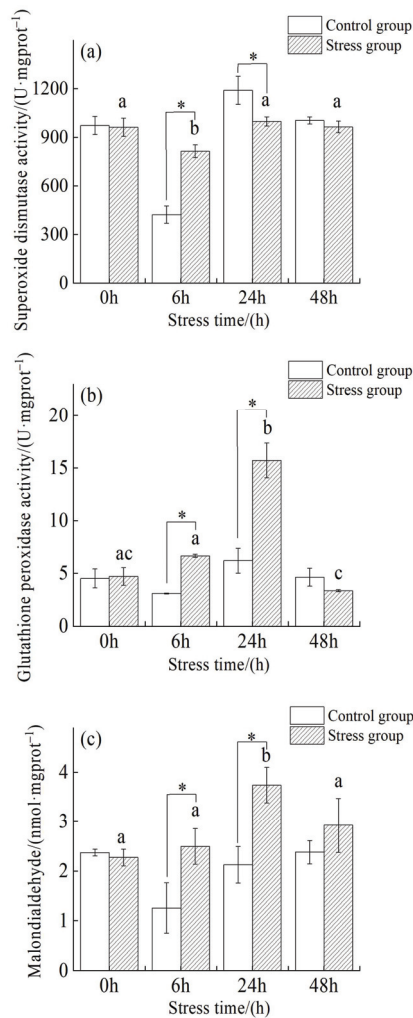 (a)
Control group
Stress group
Superoxide dismutase activity/(U·mgprot⁻¹)
1200
900
600
300
0
a
*
b
*
a
a
0h 6h 24h 48h
Stress time/(h)
(b)
Control group
Stress group
Glutathione peroxidase activity/(U·mgprot⁻¹)
20
15
10
5
0
ac
*
a
*
b
c
0h 6h 24h 48h
Stress time/(h)
(c)
Control group
Stress group
Malondialdehyde/(nmol·mgprot⁻¹)
4
3
2
1
0
a
*
a
*
b
a
0h 6h 24h 48h
Stress time/(h)